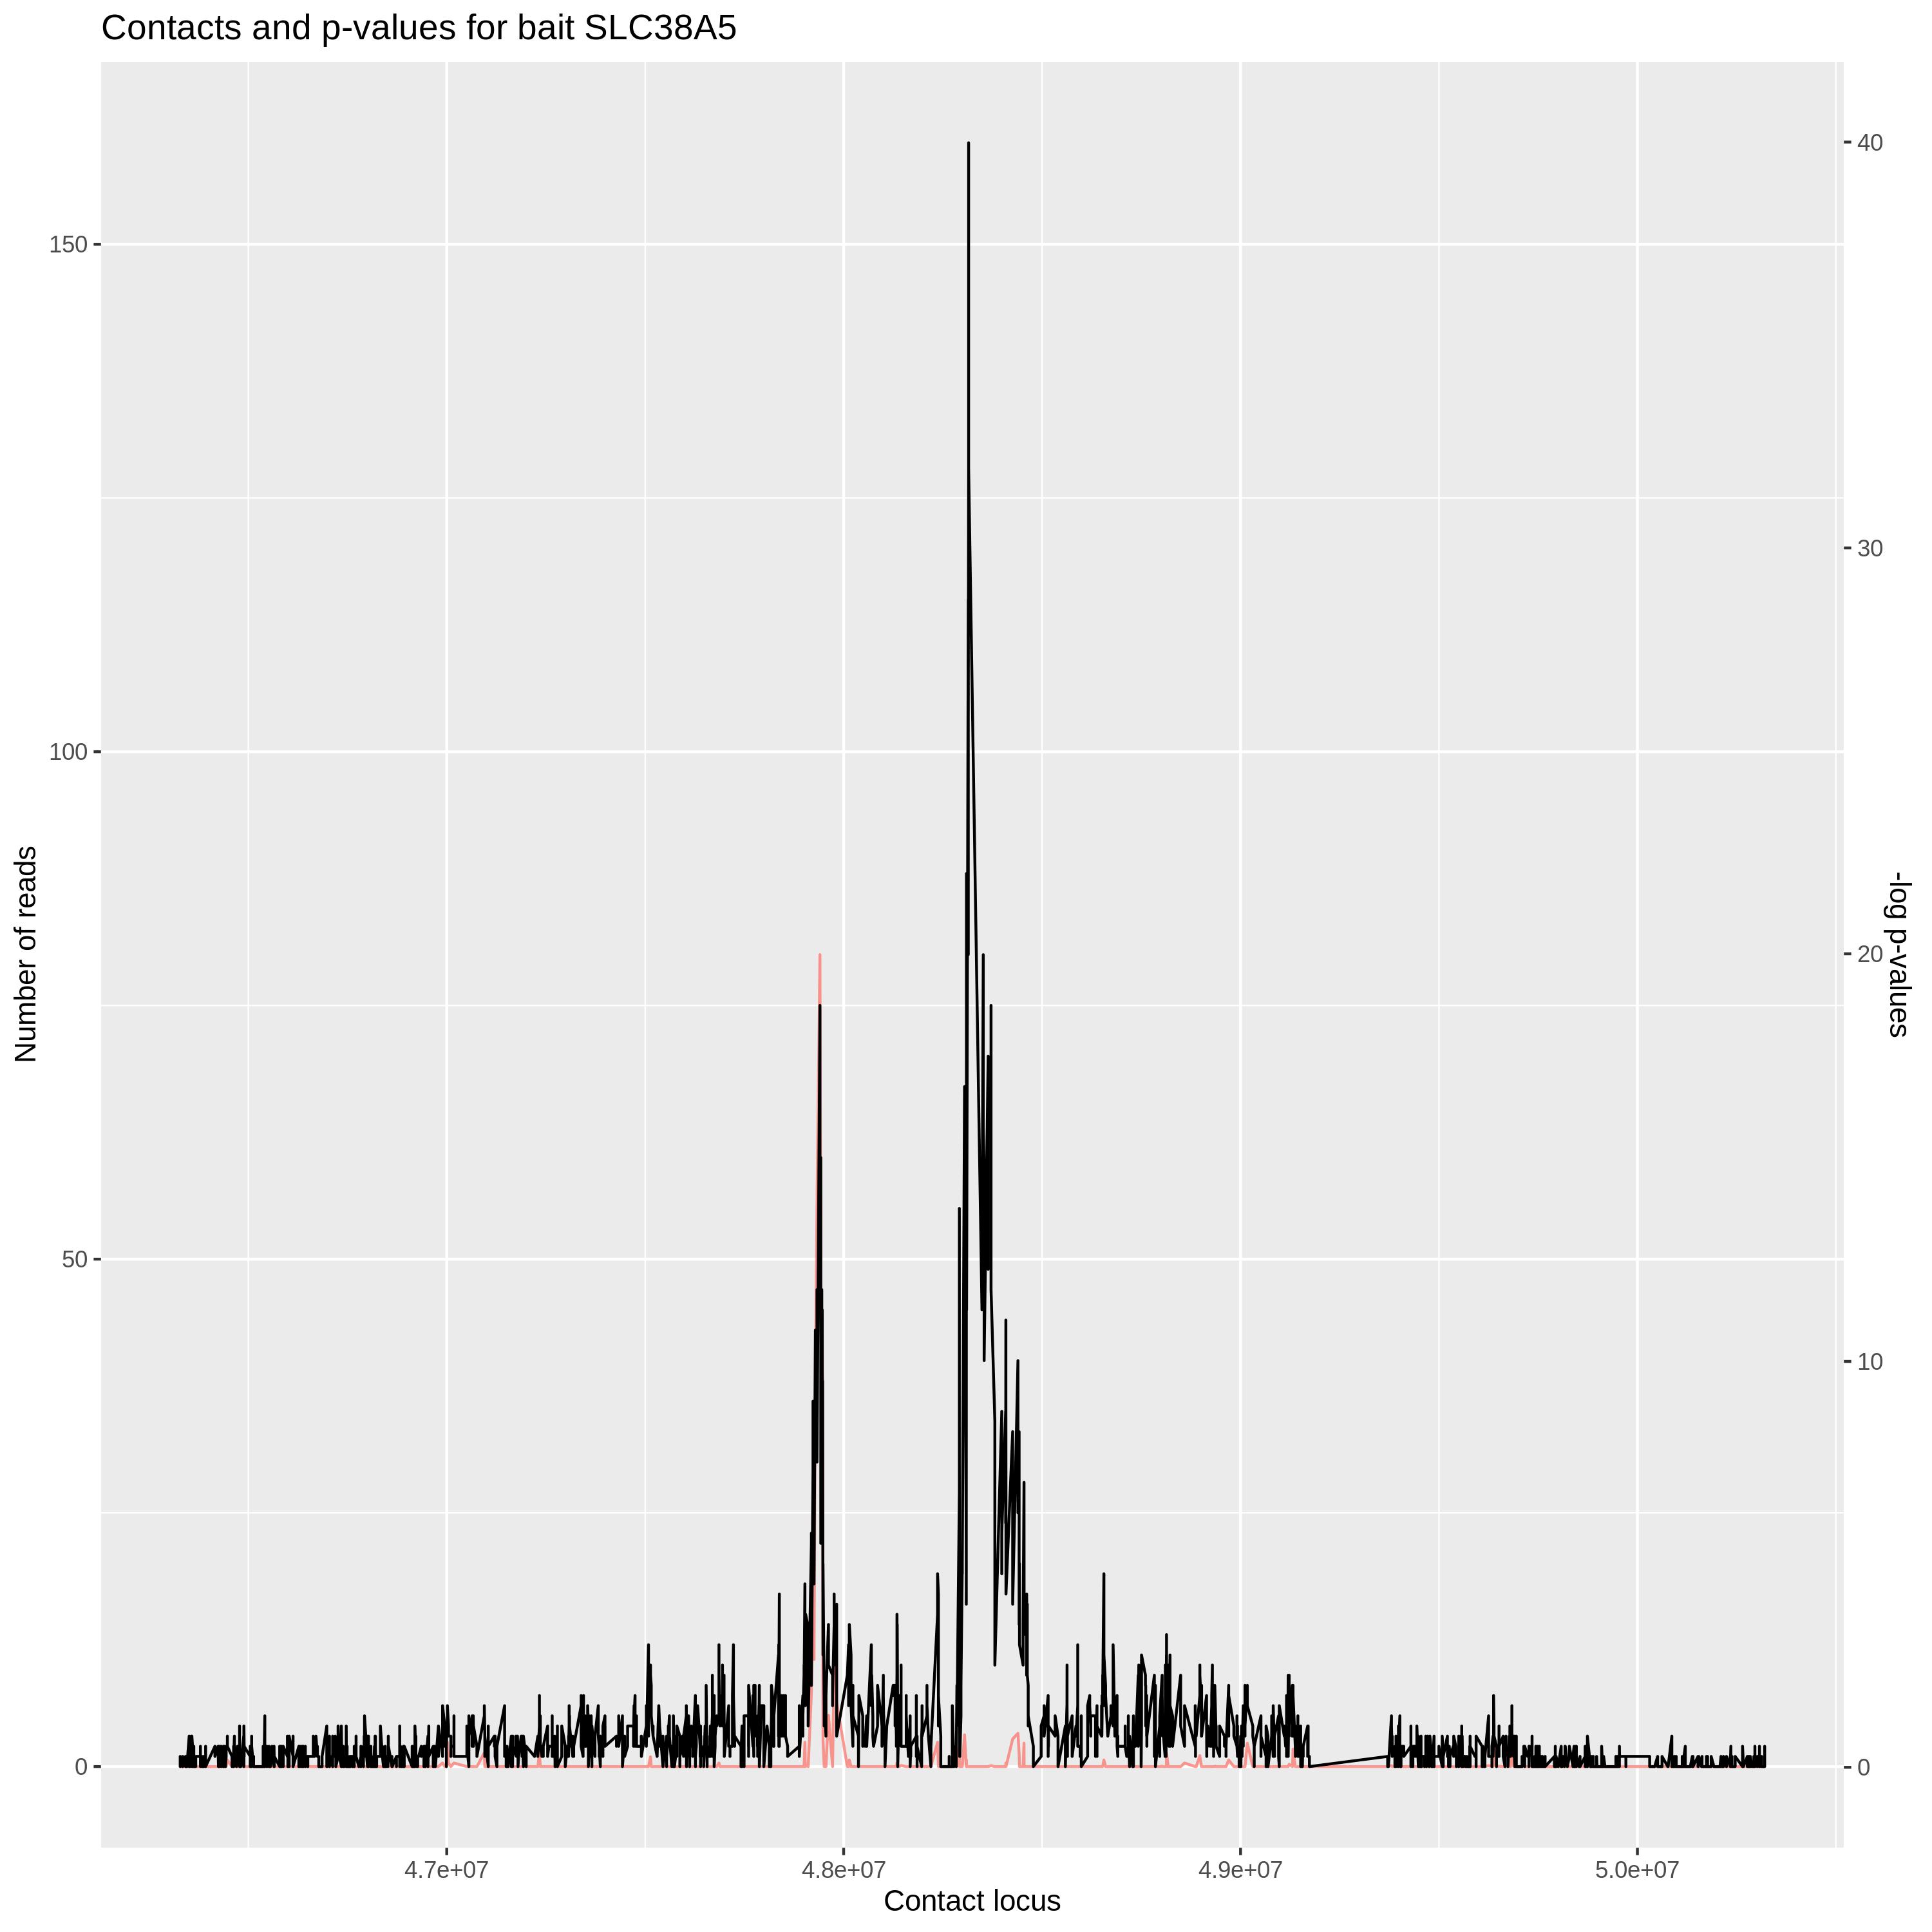 Contacts and p-values for bait SLC38A5
150
100
50
0
Number of reads
40
30
20
10
0
-log p-values
4.7e+07
4.8e+07
4.9e+07
5.0e+07
Contact locus